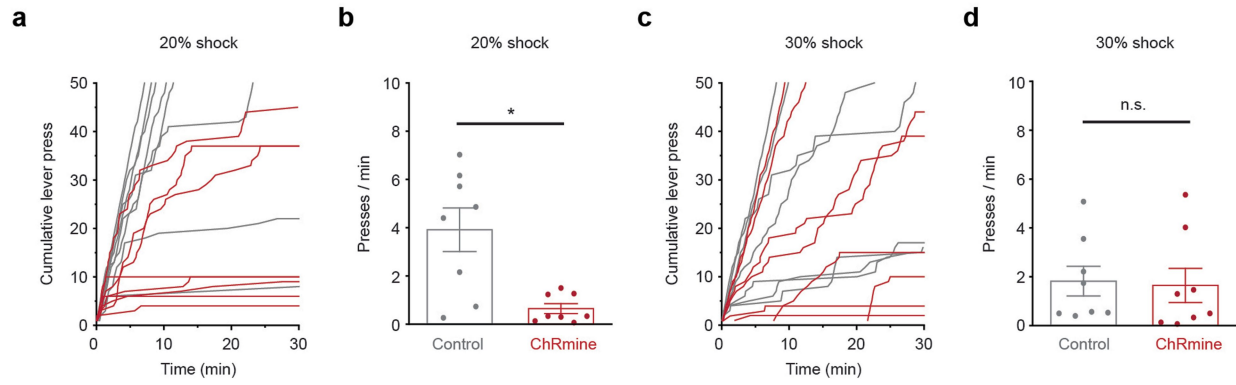 a
20% shock
Cumulative lever press
50
40
30
20
10
0
0
10
20
30
Time (min)
b
20% shock
Presses / min
10
8
6
4
2
0
*
Control
ChRmine
c
30% shock
Cumulative lever press
50
40
30
20
10
0
0
10
20
30
Time (min)
d
30% shock
Presses / min
10
8
6
4
2
0
n.s.
Control
ChRmine